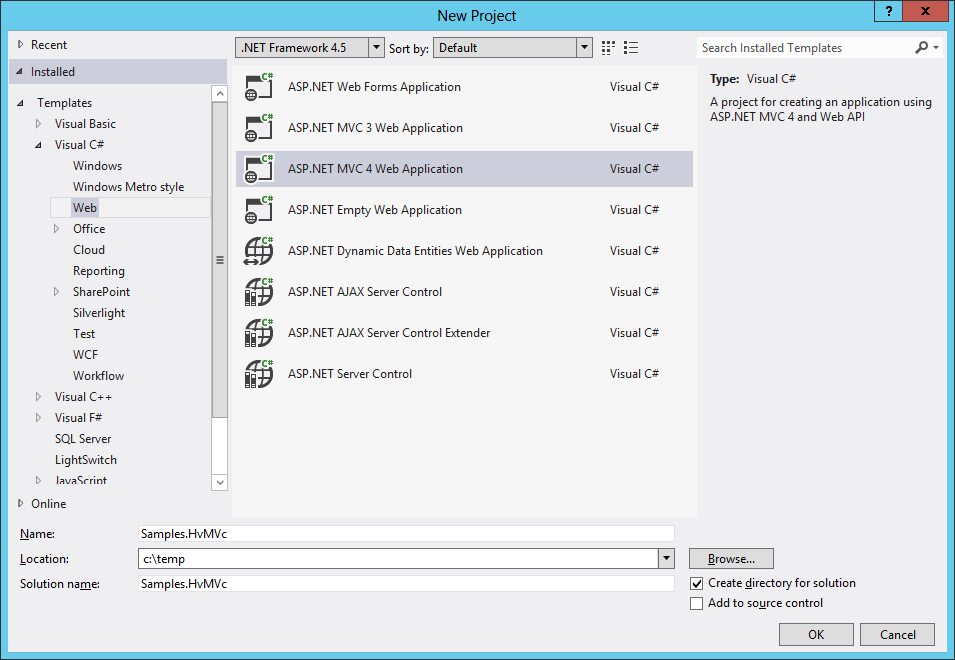 New Project
?
x
Recent
Installed
Templates
Visual Basic
Visual C#
Windows
Windows Metro style
Web
Office
Cloud
Reporting
SharePoint
Silverlight
Test
WCF
Workflow
Visual C++
Visual F#
SQL Server
LightSwitch
JavaScript
Online
.NET Framework 4.5 Sort by: Default
ASP.NET Web Forms Application Visual C#
ASP.NET MVC 3 Web Application Visual C#
ASP.NET MVC 4 Web Application Visual C#
ASP.NET Empty Web Application Visual C#
ASP.NET Dynamic Data Entities Web Application Visual C#
ASP.NET AJAX Server Control Visual C#
ASP.NET AJAX Server Control Extender Visual C#
ASP.NET Server Control Visual C#
Search Installed Templates
Type: Visual C#
A project for creating an application using
ASP.NET MVC 4 and Web API
Name: Samples.HvMVc
Location: c:\temp Browse...
Solution name: Samples.HvMVc
Create directory for solution
Add to source control
OK Cancel